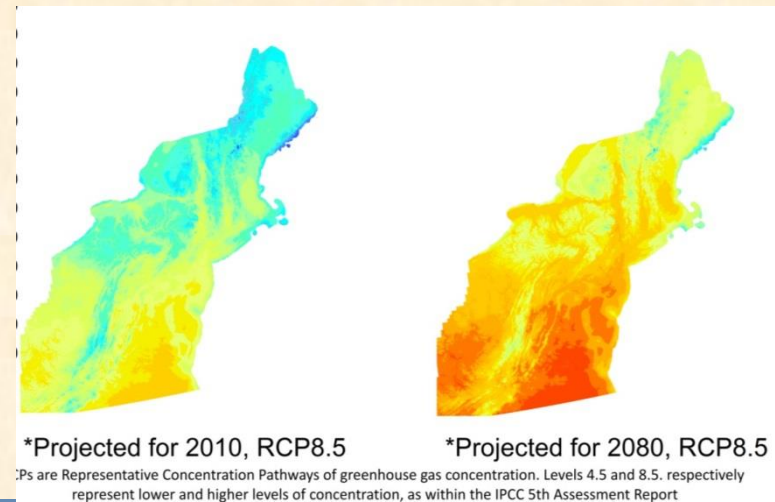 *Projected for 2010, RCP8.5
*Projected for 2080, RCP8.5
CPs are Representative Concentration Pathways of greenhouse gas concentration. Levels 4.5 and 8.5. respectively
represent lower and higher levels of concentration, as within the IPCC 5th Assessment Report